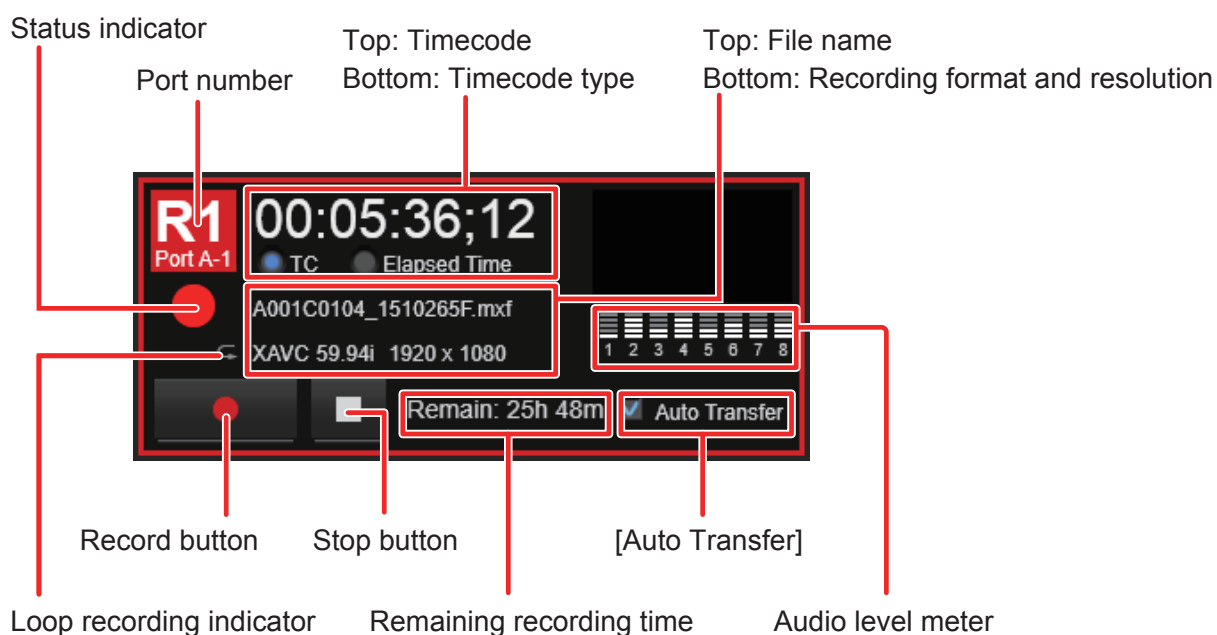 Status indicator
Port number
Top: Timecode
Bottom: Timecode type
Top: File name
Bottom: Recording format and resolution
R1
Port A-1
00:05:36;12
TC Elapsed Time
A001C0104_1510265F.mxf
XAVC 59.94i 1920 x 1080
1 2 3 4 5 6 7 8
Remain: 25h 48m
Auto Transfer
Record button
Stop button
[Auto Transfer]
Loop recording indicator
Remaining recording time
Audio level meter